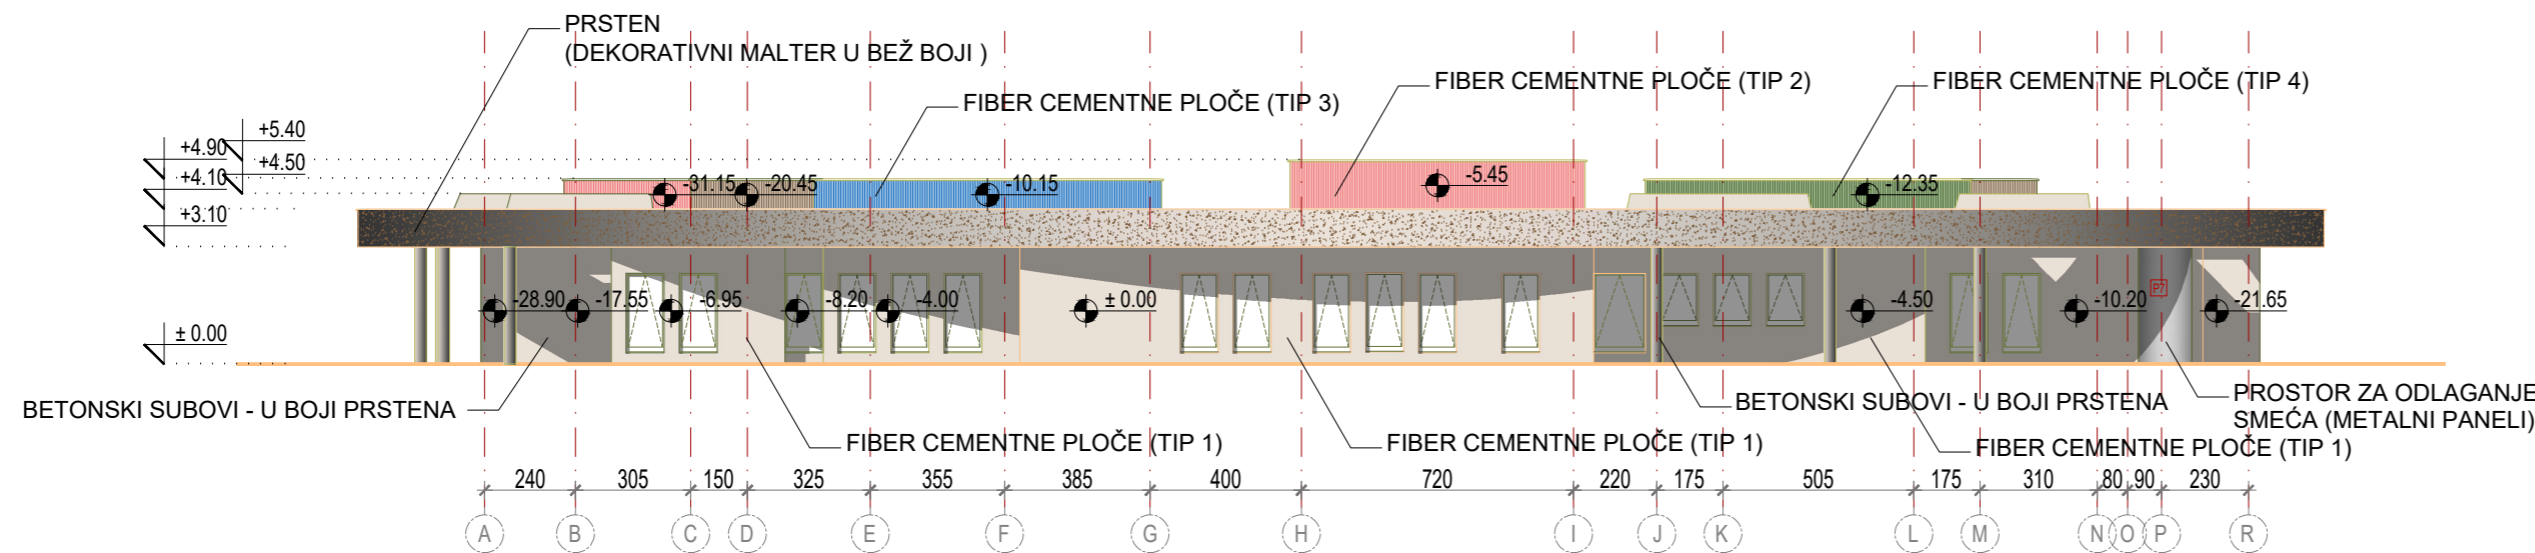 PRSTEN
(DEKORATIVNI MALTER U BEŽ BOJI )
FIBER CEMENTNE PLOČE (TIP 3)
FIBER CEMENTNE PLOČE (TIP 2)
FIBER CEMENTNE PLOČE (TIP 4)
+5.40
+4.90
+4.50
+4.10
+3.10
± 0.00
-31.15
-20.45
-10.15
-5.45
-12.35
-28.90
-17.55
-6.95
-8.20
-4.00
± 0.00
-4.50
-10.20
P7
-21.65
BETONSKI SUBOVI - U BOJI PRSTENA
FIBER CEMENTNE PLOČE (TIP 1)
FIBER CEMENTNE PLOČE (TIP 1)
BETONSKI SUBOVI - U BOJI PRSTENA
FIBER CEMENTNE PLOČE (TIP 1)
PROSTOR ZA ODLAGANJE
SMEĆA (METALNI PANELI)
240 305 150 325 355 385 400 720 220 175 505 175 310 80 90 230
A B C D E F G H I J K L M N O P R